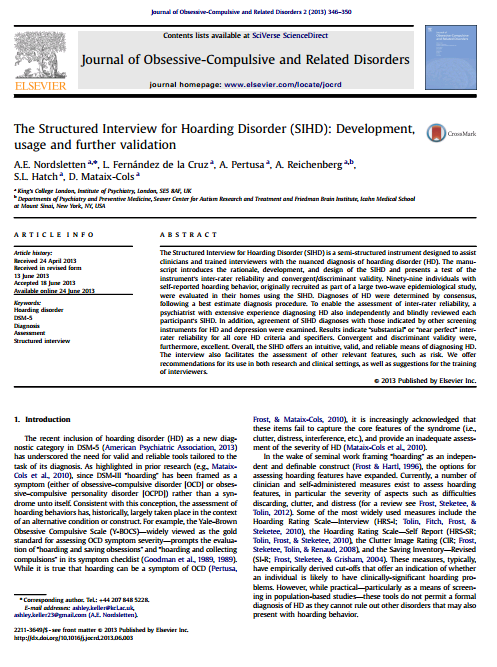 Journal of Obsessive-Compulsive and Related Disorders 2 (2013) 346–350
Contents lists available at SciVerse ScienceDirect
Journal of Obsessive-Compulsive and Related Disorders
journal homepage: www.elsevier.com/locate/jocrd
ELSEVIER
The Structured Interview for Hoarding Disorder (SIHD): Development,
usage and further validation
CrossMark
A.E. Nordsletten a,*, L. Fernández de la Cruz a, A. Pertusa a, A. Reichenberg a,b,
S.L. Hatch a, D. Mataix-Cols a
a King's College London, Institute of Psychiatry, London, SE5 8AF, UK
b Departments of Psychiatry and Preventive Medicine, Seaver Center for Autism Research and Treatment and Friedman Brain Institute, Icahn Medical School
at Mount Sinai, New York, NY, USA
ARTICLE INFO
Article history:
Received 24 April 2013
Received in revised form
13 June 2013
Accepted 18 June 2013
Available online 24 June 2013
Keywords:
Hoarding disorder
DSM-5
Diagnosis
Assessment
Structured interview
ABSTRACT
The Structured Interview for Hoarding Disorder (SIHD) is a semi-structured instrument designed to assist
clinicians and trained interviewers with the nuanced diagnosis of hoarding disorder (HD). The manu-
script introduces the rationale, development, and design of the SIHD and presents a test of the
instrument's inter-rater reliability and convergent/discriminant validity. Ninety-nine individuals with
self-reported hoarding behavior, originally recruited as part of a large two-wave epidemiological study,
were evaluated in their homes using the SIHD. Diagnoses of HD were determined by consensus,
following a best estimate diagnosis procedure. To enable the assessment of inter-rater reliability, a
psychiatrist with extensive experience diagnosing HD also independently and blindly reviewed each
participant's SIHD. In addition, agreement of SIHD diagnoses with those indicated by other screening
instruments for HD and depression were examined. Results indicate "substantial" or "near perfect" inter-
rater reliability for all core HD criteria and specifiers. Convergent and discriminant validity were,
furthermore, excellent. Overall, the SIHD offers an intuitive, valid, and reliable means of diagnosing HD.
The interview also facilitates the assessment of other relevant features, such as risk. We offer
recommendations for its use in both research and clinical settings, as well as suggestions for the training
of interviewers.
© 2013 Published by Elsevier Inc.
1. Introduction
The recent inclusion of hoarding disorder (HD) as a new diag-
nostic category in DSM-5 (American Psychiatric Association, 2013)
has underscored the need for valid and reliable tools tailored to the
task of its diagnosis. As highlighted in prior research (e.g., Mataix-
Cols et al., 2010), since DSM-III "hoarding" has been framed as a
symptom (either of obsessive–compulsive disorder [OCD] or obses-
sive–compulsive personality disorder [OCPD]) rather than a syn-
drome unto itself. Consistent with this conception, the assessment of
hoarding behaviors has, historically, largely taken place in the context
of an alternative condition or construct. For example, the Yale–Brown
Obsessive Compulsive Scale (Y-BOCS)—widely viewed as the gold
standard for assessing OCD symptom severity—prompts the evalua-
tion of "hoarding and saving obsessions" and "hoarding and collecting
compulsions" in its symptom checklist (Goodman et al., 1989, 1989).
While it is true that hoarding can be a symptom of OCD (Pertusa,
Frost, & Mataix-Cols, 2010), it is increasingly acknowledged that
these items fail to capture the core features of the syndrome (i.e.,
clutter, distress, interference, etc.), and provide an inadequate assess-
ment of the severity of HD (Mataix-Cols et al., 2010).
In the wake of seminal work framing "hoarding" as an indepen-
dent and definable construct (Frost & Hartl, 1996), the options for
assessing hoarding features have expanded. Currently, a number of
clinician and self-administered measures exist to assess hoarding
features, in particular the severity of aspects such as difficulties
discarding, clutter, and distress (for a review see Frost, Steketee, &
Tolin, 2012). Some of the most widely used measures include the
Hoarding Rating Scale—Interview (HRS-I; Tolin, Fitch, Frost, &
Steketee, 2010), the Hoarding Rating Scale—Self Report (HRS-SR;
Tolin, Frost, & Steketee, 2010), the Clutter Image Rating (CIR; Frost,
Steketee, Tolin, & Renaud, 2008), and the Saving Inventory—Revised
(SI-R; Frost, Steketee, & Grisham, 2004). These measures, typically,
have empirically derived cut-offs that offer an indication of whether
an individual is likely to have clinically-significant hoarding pro-
blems. However, while practical—particularly as a means of screen-
ing in population-based studies—these tools do not permit a formal
diagnosis of HD as they cannot rule out other disorders that may also
present with hoarding behavior.
* Corresponding author. Tel.: +44 207 848 5228.
E-mail addresses: ashley.keller@kcl.ac.uk,
ashley.keller23@gmail.com (A.E. Nordsletten).
2211-3649/$ - see front matter © 2013 Published by Elsevier Inc.
http://dx.doi.org/10.1016/j.jocrd.2013.06.003